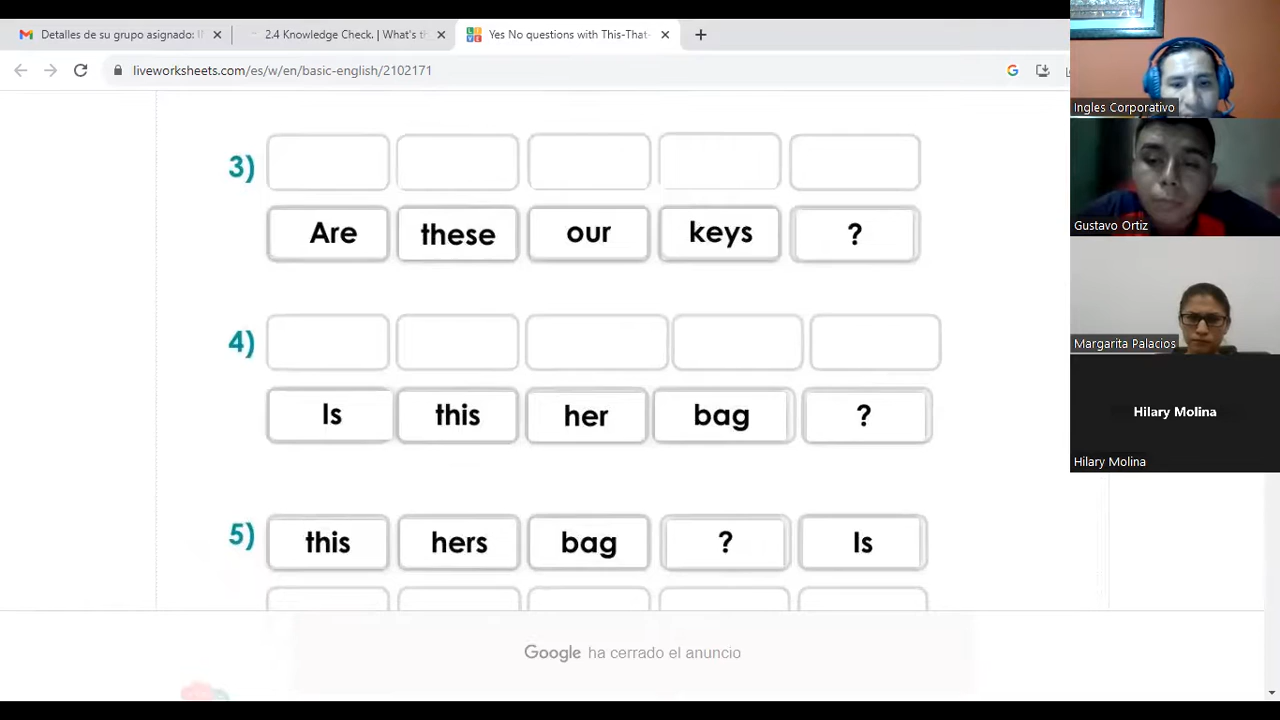 Detalles de su grupo asignado: I
2.4 Knowledge Check | Whats
Yes No questions with This-That-
liveworksheets.com/es/w/en/basic-english/2102171
Ingles Corporativo
Gustavo Ortiz
Margarita Palacios
Hilary Molina
Hilary Molina
3)
Are these our keys ?
4)
Is this her bag ?
5) this hers bag ? Is
Google ha cerrado el anuncio